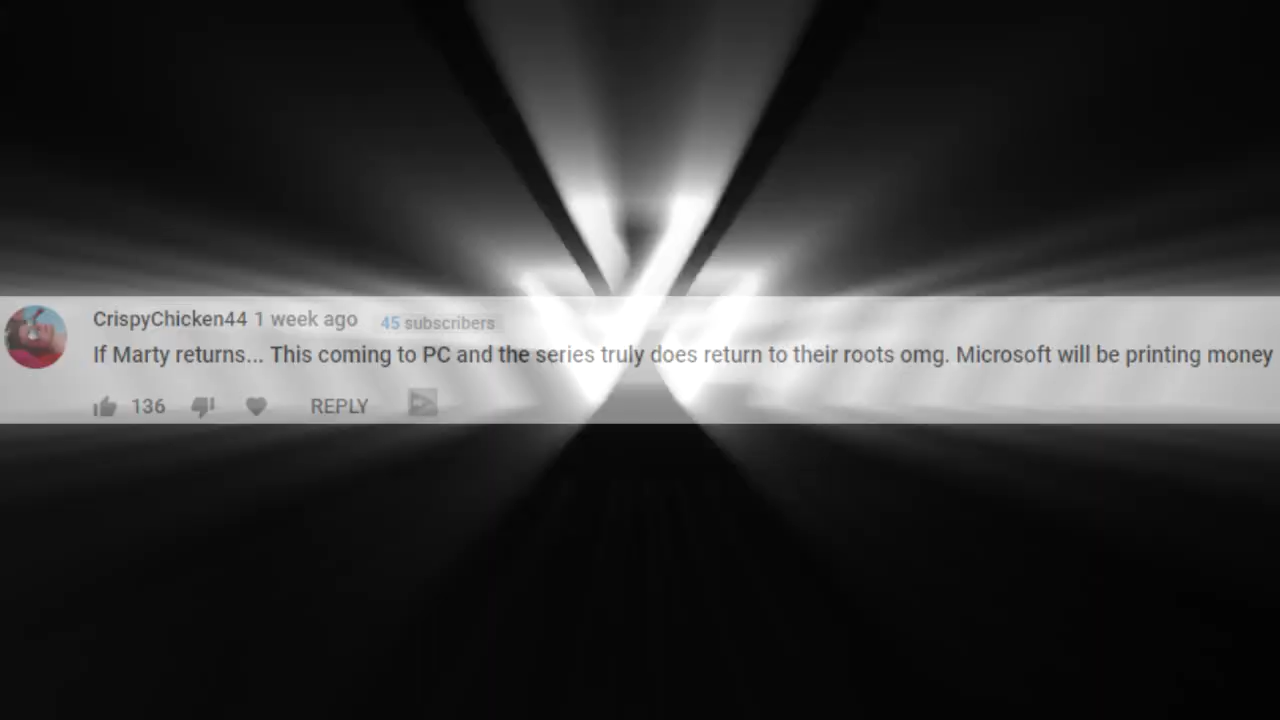 CrispyChicken44 1 week ago 45 subscribers
If Marty returns... This coming to PC and the series truly does return to their roots omg. Microsoft will be printing money
136 REPLY